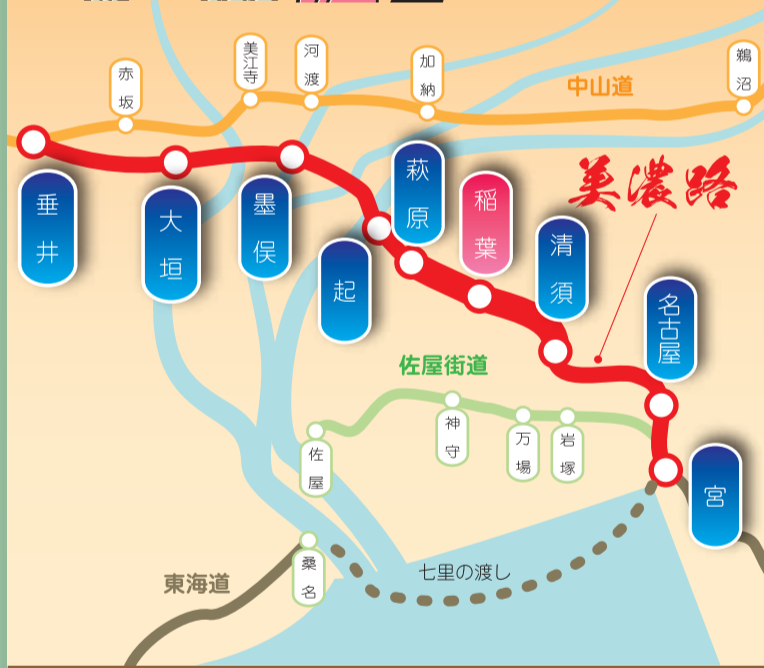 赤坂
美江寺
河渡
加納
鵜沼
中山道
垂井
大垣
墨俣
起
萩原
稲葉
清須
美濃路
名古屋
佐屋街道
佐屋
神守
万場
岩塚
宮
桑名
七里の渡し
東海道